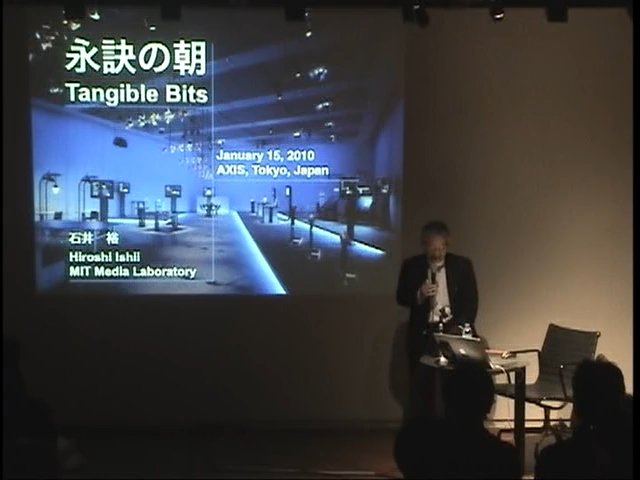 永訣の朝
Tangible Bits
January 15, 2010
AXIS, Tokyo, Japan
石井 裕
Hiroshi Ishii
MIT Media Laboratory